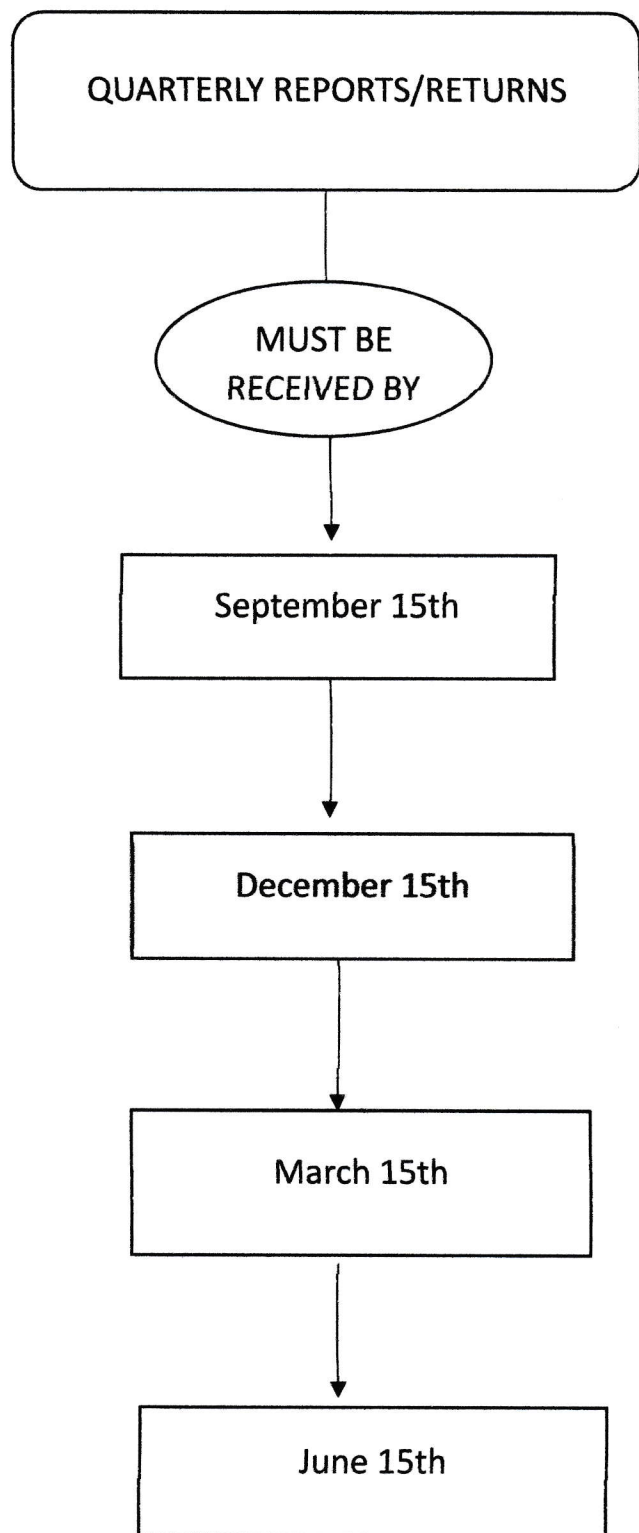 QUARTERLY REPORTS/RETURNS
MUST BE
RECEIVED BY
September 15th
December 15th
March 15th
June 15th